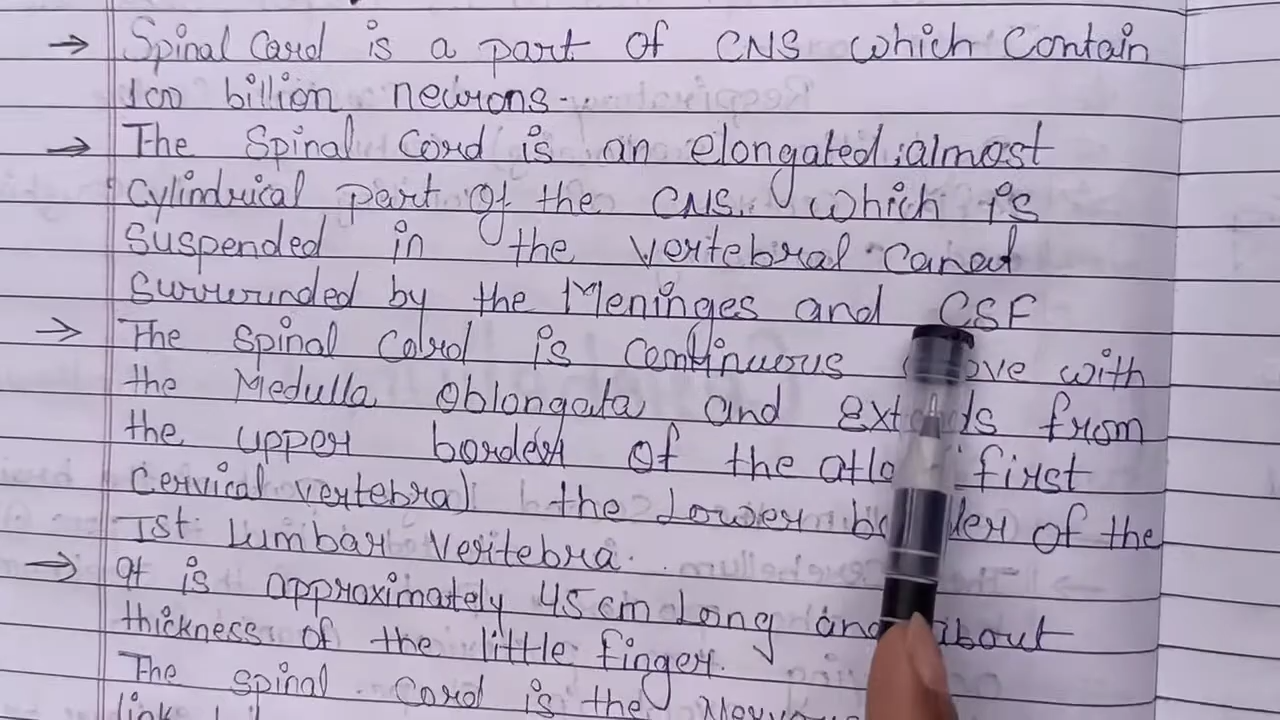 → Spinal Cord is a part of CNS which Contain
100 billion neurons-..
→ The Spinal Cord is an elongated, almost
Cylindrical part of the CNS. which is
Suspended in the vertebral Canal
Surrounded by the Meninges and CSF
→ The Spinal Cord is continuous with
the Medulla Oblongata and from
the upper border of the first
Cervical vertebra) the Lower of the
Ist Lumbar Vertebra.
→ It is approximately 45 cm Long and about
thickness of the little finger.
The spinal Cord is the